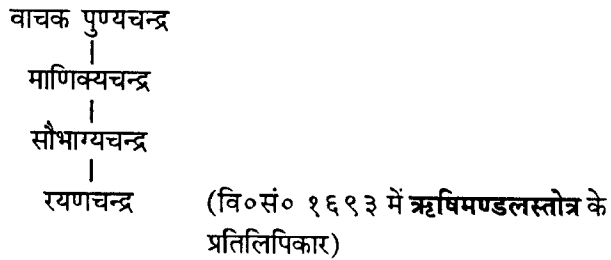 वाचक पुण्यचन्द्र
माणिक्यचन्द्र
सौभाग्यचन्द्र
रयणचन्द्र (वि०सं० १६९३ में ऋषिमण्डलस्तोत्र के
प्रतिलिपिकार)